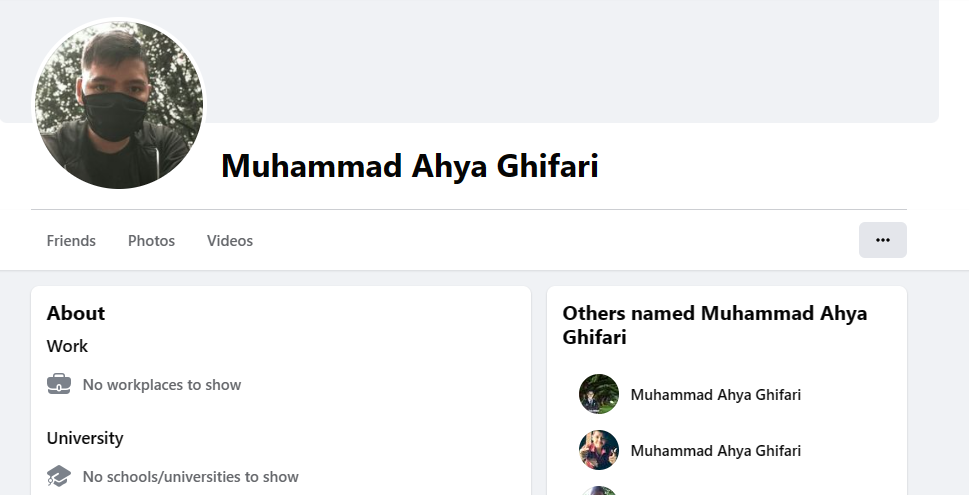 Muhammad Ahya Ghifari
Friends
Photos
Videos
About
Work
No workplaces to show
University
No schools/universities to show
Others named Muhammad Ahya
Ghifari
Muhammad Ahya Ghifari
Muhammad Ahya Ghifari